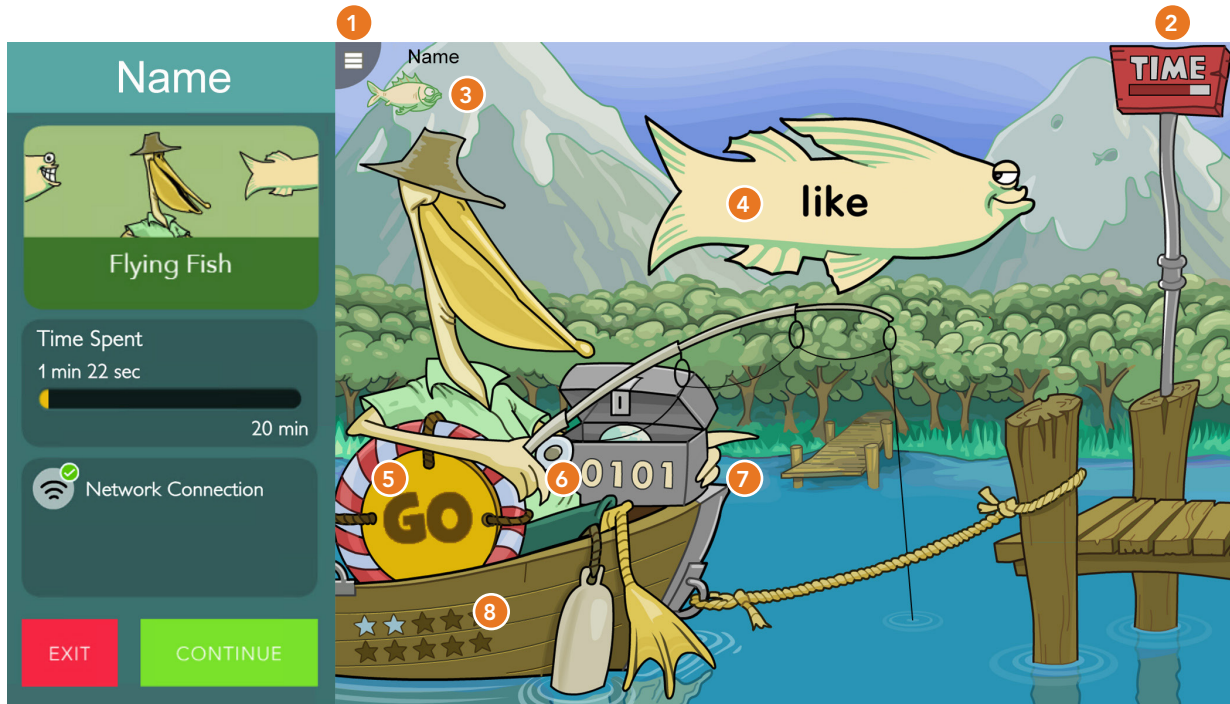 1
2
Name
Name
TIME
3
4
like
Flying Fish
Time Spent
1 min 22 sec
20 min
Network Connection
5
GO
6
0101
7
8
EXIT
CONTINUE